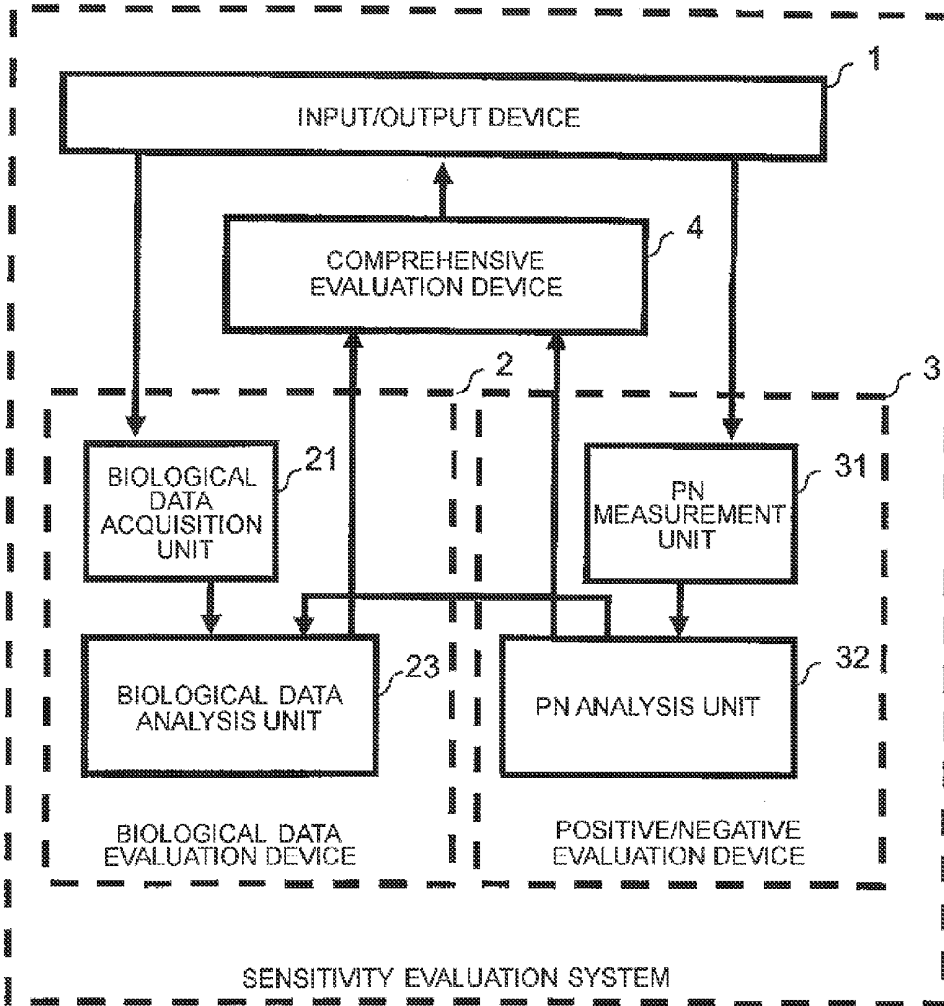 1
INPUT/OUTPUT DEVICE
4
COMPREHENSIVE
EVALUATION DEVICE
2
3
21
BIOLOGICAL
DATA
ACQUISITION
UNIT
31
PN
MEASUREMENT
UNIT
23
BIOLOGICAL DATA
ANALYSIS UNIT
32
PN ANALYSIS UNIT
BIOLOGICAL DATA
EVALUATION DEVICE
POSITIVE/NEGATIVE
EVALUATION DEVICE
SENSITIVITY EVALUATION SYSTEM